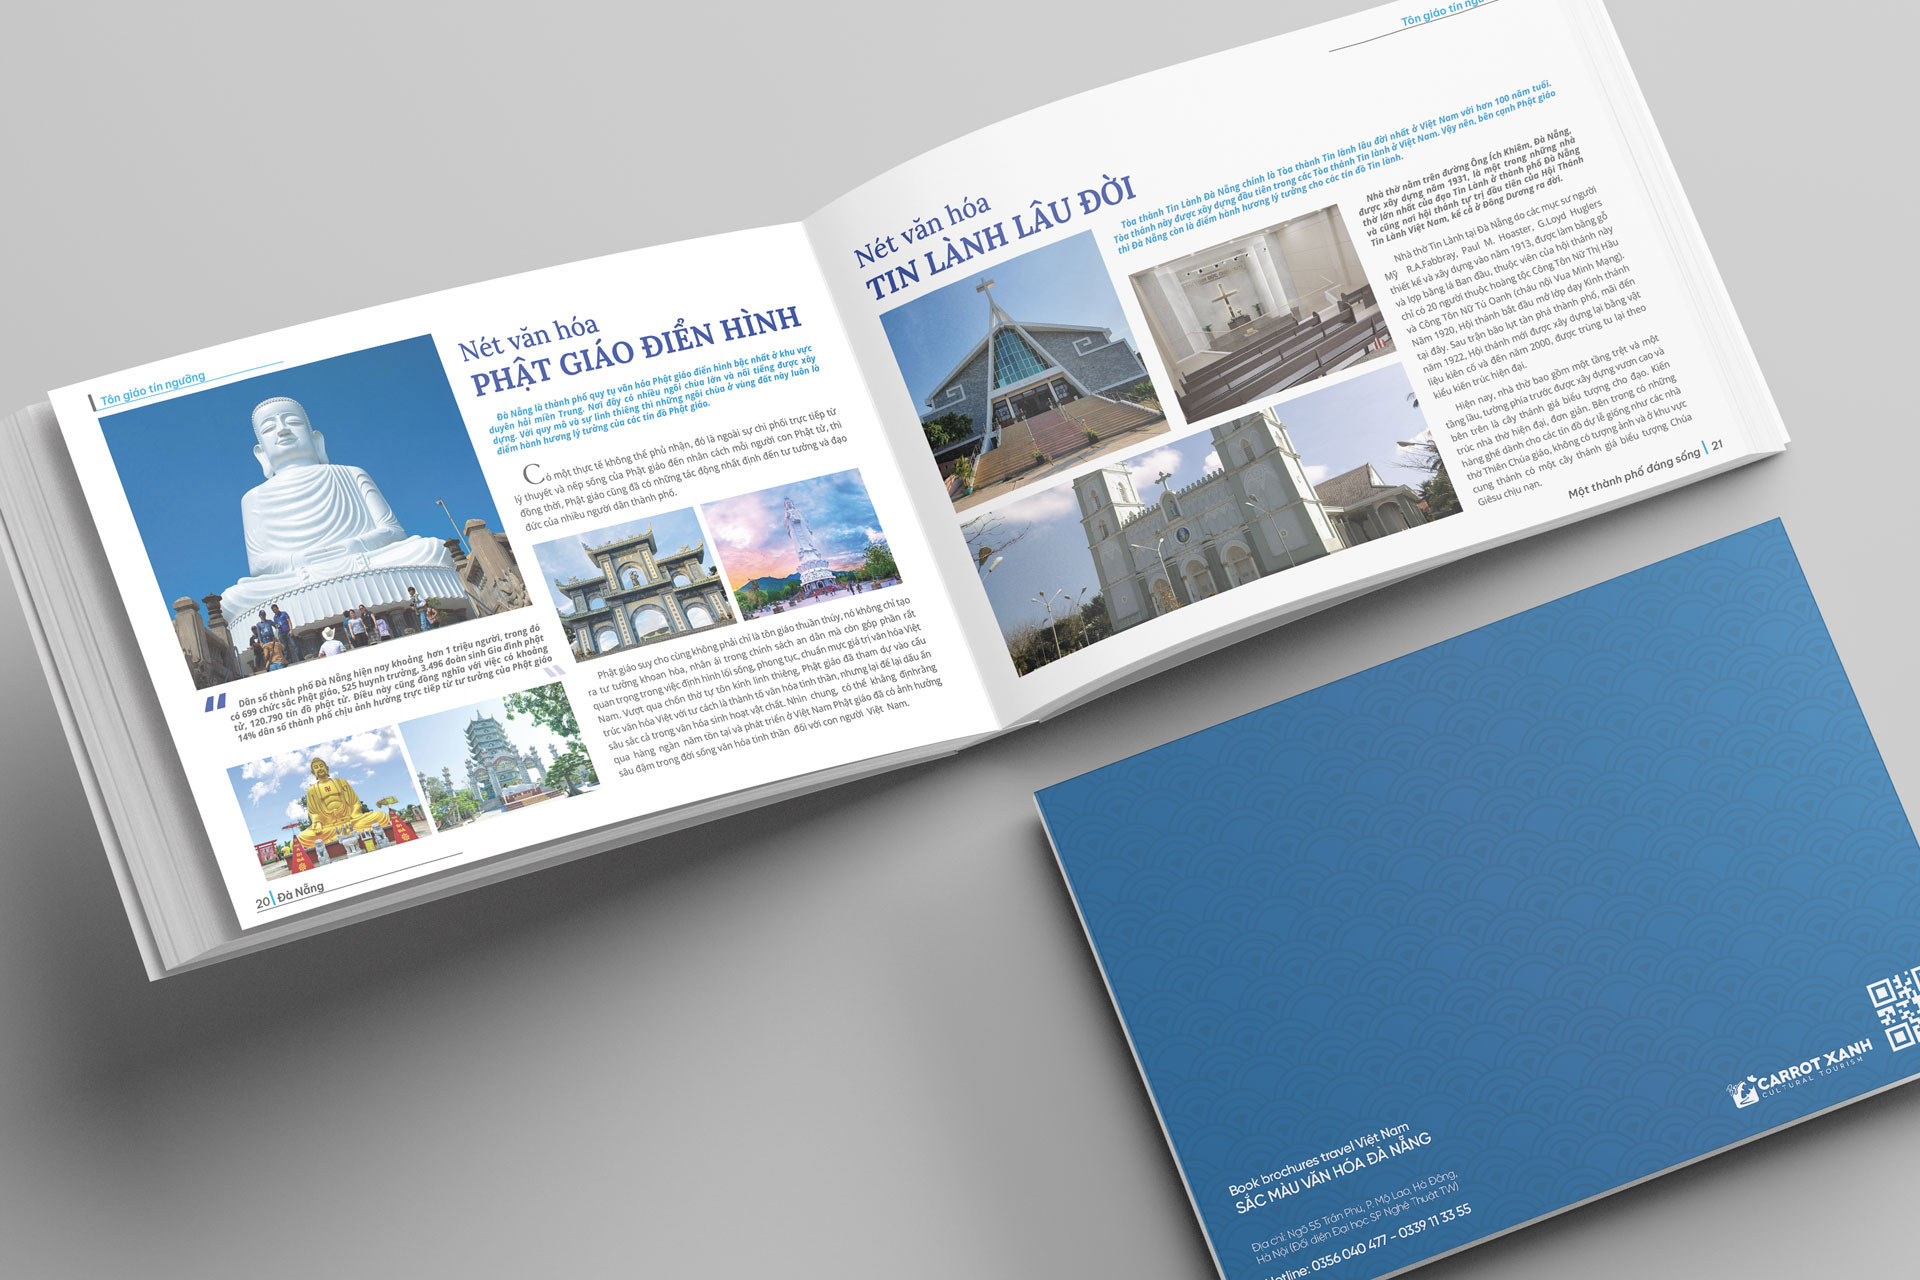 Tôn giáo tín ngưỡng
Nét văn hóa
PHẬT GIÁO ĐIỂN HÌNH
Đà Nẵng là thành phố quy tụ văn hóa Phật giáo điển hình bậc nhất ở khu vực
duyên hải miền Trung. Nơi đây có nhiều ngôi chùa lớn và nổi tiếng được xây
dựng. Với quy mô và sự linh thiêng thì những ngôi chùa ở vùng đất này luôn là
điểm hành hương lý tưởng của các tín đồ Phật giáo.
Có một thực tế không thể phủ nhận, đó là ngoài sự chi phối trực tiếp từ
lý thuyết và nếp sống của Phật giáo đến nhân cách mỗi người con Phật tử, thì
đồng thời, Phật giáo cũng đã có những tác động nhất định đến tư tưởng và đạo
đức của nhiều người dân thành phố.
Dân số thành phố Đà Nẵng hiện nay khoảng hơn 1 triệu người, trong đó
có 699 chức sắc Phật giáo, 525 huynh trưởng, 3.496 đoàn sinh Gia đình phật
tử, 120.790 tín đồ phật tử. Điều này cũng đồng nghĩa với việc có khoảng
14% dân số thành phố chịu ảnh hưởng trực tiếp từ tư tưởng của Phật giáo
Phật giáo suy cho cùng không phải chỉ là tôn giáo thuần thúy, nó không chỉ tạo
ra tư tưởng khoan hòa, nhân ái trong chính sách an dân mà còn góp phần rất
quan trọng trong việc định hình lối sống, phong tục, chuẩn mực giá trị văn hóa Việt
Nam. Vượt qua chốn thờ tự tôn kính linh thiêng, Phật giáo đã tham dự vào cấu
trúc văn hóa Việt với tư cách là thành tố văn hóa tinh thần, nhưng lại để lại dấu ấn
sâu sắc cả trong văn hóa sinh hoạt vật chất. Nhìn chung, có thể khẳng địnhrằng
qua hàng ngàn năm tồn tại và phát triển ở Việt Nam Phật giáo đã có ảnh hưởng
sâu đậm trong đời sống văn hóa tinh thần đối với con người Việt Nam.
20 | Đà Nẵng
Tôn giáo tín
Nét văn hóa
TIN LÀNH LÂU ĐỜI
Tòa thành Tin Lành Đà Nẵng chính là Tòa thành Tin lành lâu đời nhất ở Việt Nam với hơn 100 năm tuổi.
Tòa thánh này được xây dựng đầu tiên trong các Tòa thánh Tin lành ở Việt Nam. Vậy nên, bên cạnh Phật giáo
thì Đà Nẵng còn là điểm hành hương lý tưởng cho các tín đồ Tin lành.
Nhà thờ nằm trên đường Ông Ích Khiêm, Đà Nẵng,
được xây dựng năm 1931, là một trong những nhà
thờ lớn nhất của đạo Tin Lành ở thành phố Đà Nẵng
và cũng nơi hội thánh tự trị đầu tiên của Hội Thánh
Tin Lành Việt Nam, kể cả ở Đông Dương ra đời.
Nhà thờ Tin Lành tại Đà Nẵng do các mục sư người
Mỹ R.A.Fabbray, Paul M. Hoaster, G.Loyd Huglers
thiết kế và xây dựng vào năm 1913, được làm bằng gỗ
và lợp bằng lá Ban đầu, thuộc viên của hội thánh này
chỉ có 20 người thuộc hoàng tộc Công Tôn Nữ Thị Hầu
và Công Tôn Nữ Tú Oanh (cháu nội Vua Minh Mạng).
Năm 1920, Hội thánh bắt đầu mở lớp dạy Kinh thánh
tại đây. Sau trận bão lụt tàn phá thành phố, mãi đến
năm 1922, Hội thánh mới được xây dựng lại bằng vật
liệu kiên cố và đến năm 2000, được trùng tu lại theo
kiểu kiến trúc hiện đại.
Hiện nay, nhà thờ bao gồm một tầng trệt và một
tầng lầu, tường phía trước được xây dựng vươn cao và
bên trên là cây thánh giá biểu tượng cho đạo. Kiến
trúc nhà thờ hiện đại, đơn giản. Bên trong có những
hàng ghế dành cho các tín đồ dự lễ giống như các nhà
thờ Thiên Chúa giáo, không có tượng ảnh và ở khu vực
cung thánh có một cây thánh giá biểu tượng Chúa
Giêsu chịu nạn.
Một thành phố đáng sống | 21
CARROT XANH
CULTURAL TOURISM
Book brochures travel Việt Nam
SẮC MÀU VĂN HÓA ĐÀ NẴNG
Địa chỉ: Ngõ 55 Trần Phú, P. Mộ Lao, Hà Đông,
Hà Nội (Đối diện Đại học SP Nghệ Thuật TW)
Hotline: 0356 040 477 - 0339 11 33 55